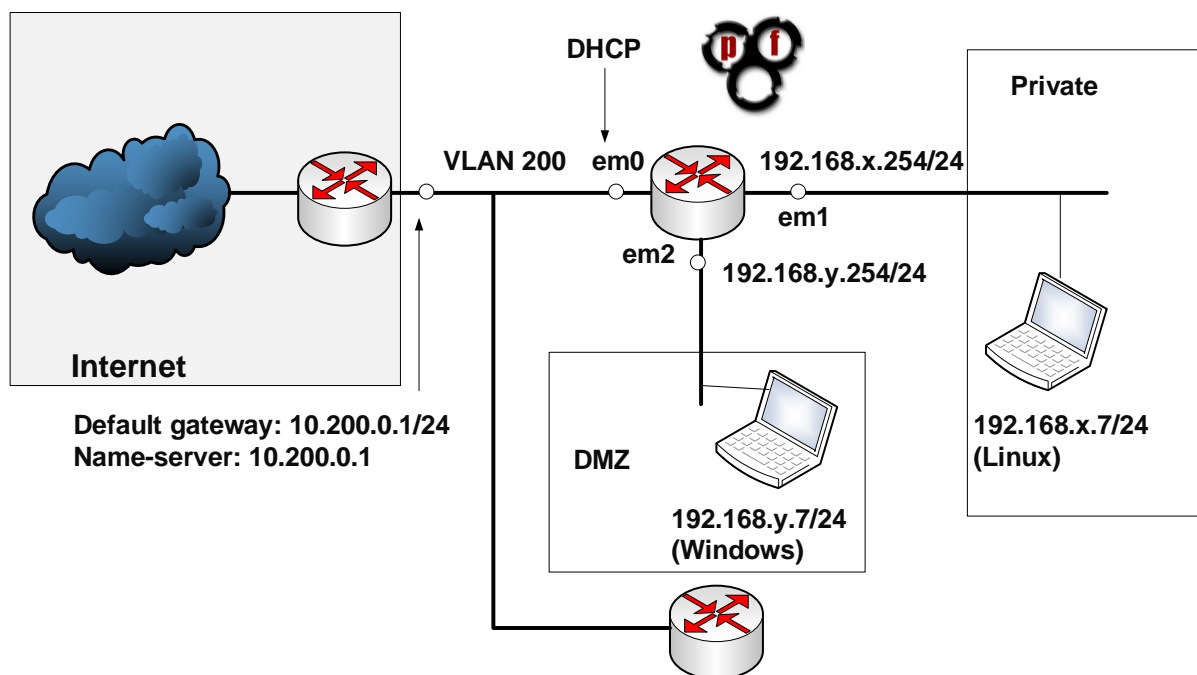 DHCP
p f
Private
VLAN 200
em0
192.168.x.254/24
em1
em2
192.168.y.254/24
Internet
Default gateway: 10.200.0.1/24
Name-server: 10.200.0.1
DMZ
192.168.y.7/24
(Windows)
192.168.x.7/24
(Linux)